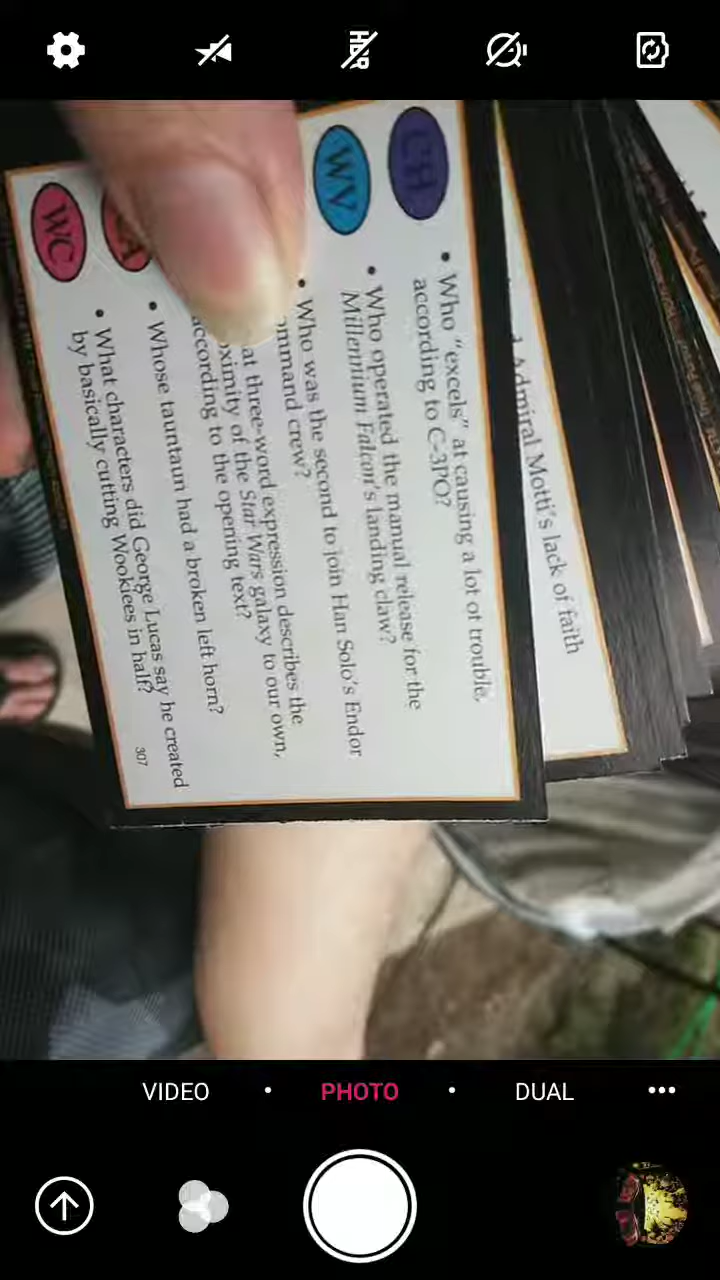 HDR
CH
• Who "excels" at causing a lot of trouble,
according to C-3PO?
WV
• Who operated the manual release for the
Millennium Falcon's landing claw?
• Who was the second to join Han Solo's Endor
ommand crew?
at three-word expression describes the
oximity of the Star Wars galaxy to our own,
according to the opening text?
A
• Whose tauntaun had a broken left horn?
WC
• What characters did George Lucas say he created
by basically cutting Wookiees in half?
307
Admiral Motti's lack of faith
VIDEO • PHOTO • DUAL